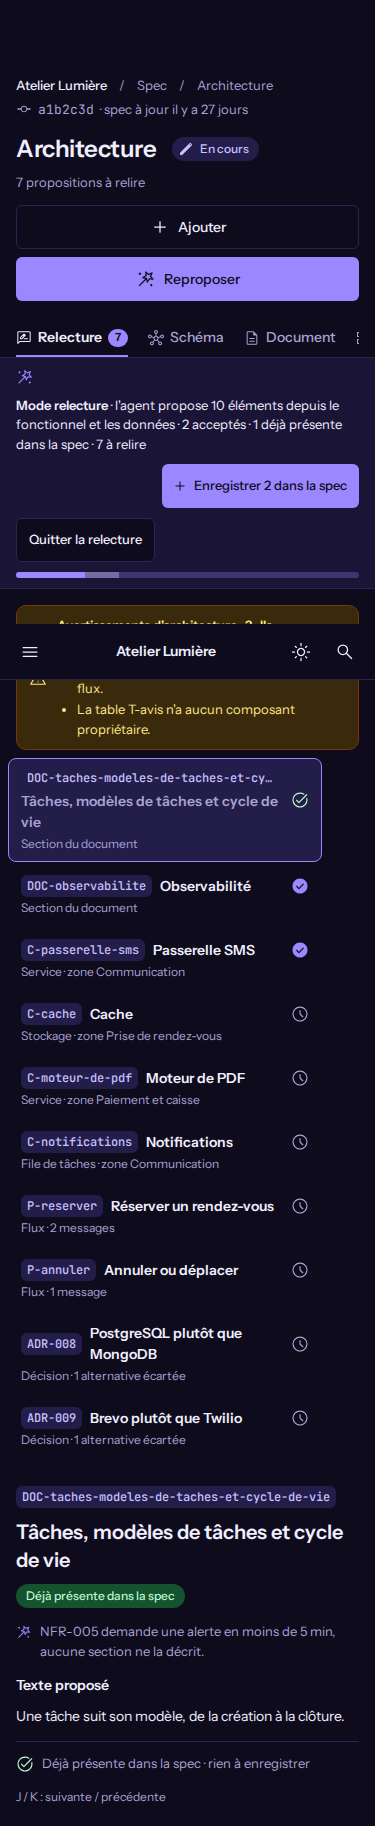 Atelier Lumière / Spec / Architecture
a1b2c3d · spec à jour il y a 27 jours
Architecture En cours
7 propositions à relire
Ajouter
Reproposer
Relecture 7 Schéma Document
Mode relecture · l'agent propose 10 éléments depuis le
fonctionnel et les données · 2 acceptés · 1 déjà présente
dans la spec · 7 à relire
Enregistrer 2 dans la spec
Quitter la relecture
Atelier Lumière
flux.
• La table T-avis n'a aucun composant
propriétaire.
DOC-taches-modeles-de-taches-et-cy…
Tâches, modèles de tâches et cycle de
vie
Section du document
DOC-observabilite Observabilité
Section du document
C-passerelle-sms Passerelle SMS
Service · zone Communication
C-cache Cache
Stockage · zone Prise de rendez-vous
C-moteur-de-pdf Moteur de PDF
Service · zone Paiement et caisse
C-notifications Notifications
File de tâches · zone Communication
P-reserver Réserver un rendez-vous
Flux · 2 messages
P-annuler Annuler ou déplacer
Flux · 1 message
ADR-008 PostgreSQL plutôt que
MongoDB
Décision · 1 alternative écartée
ADR-009 Brevo plutôt que Twilio
Décision · 1 alternative écartée
DOC-taches-modeles-de-taches-et-cycle-de-vie
Tâches, modèles de tâches et cycle
de vie
Déjà présente dans la spec
NFR-005 demande une alerte en moins de 5 min,
aucune section ne la décrit.
Texte proposé
Une tâche suit son modèle, de la création à la clôture.
Déjà présente dans la spec · rien à enregistrer
J / K : suivante / précédente